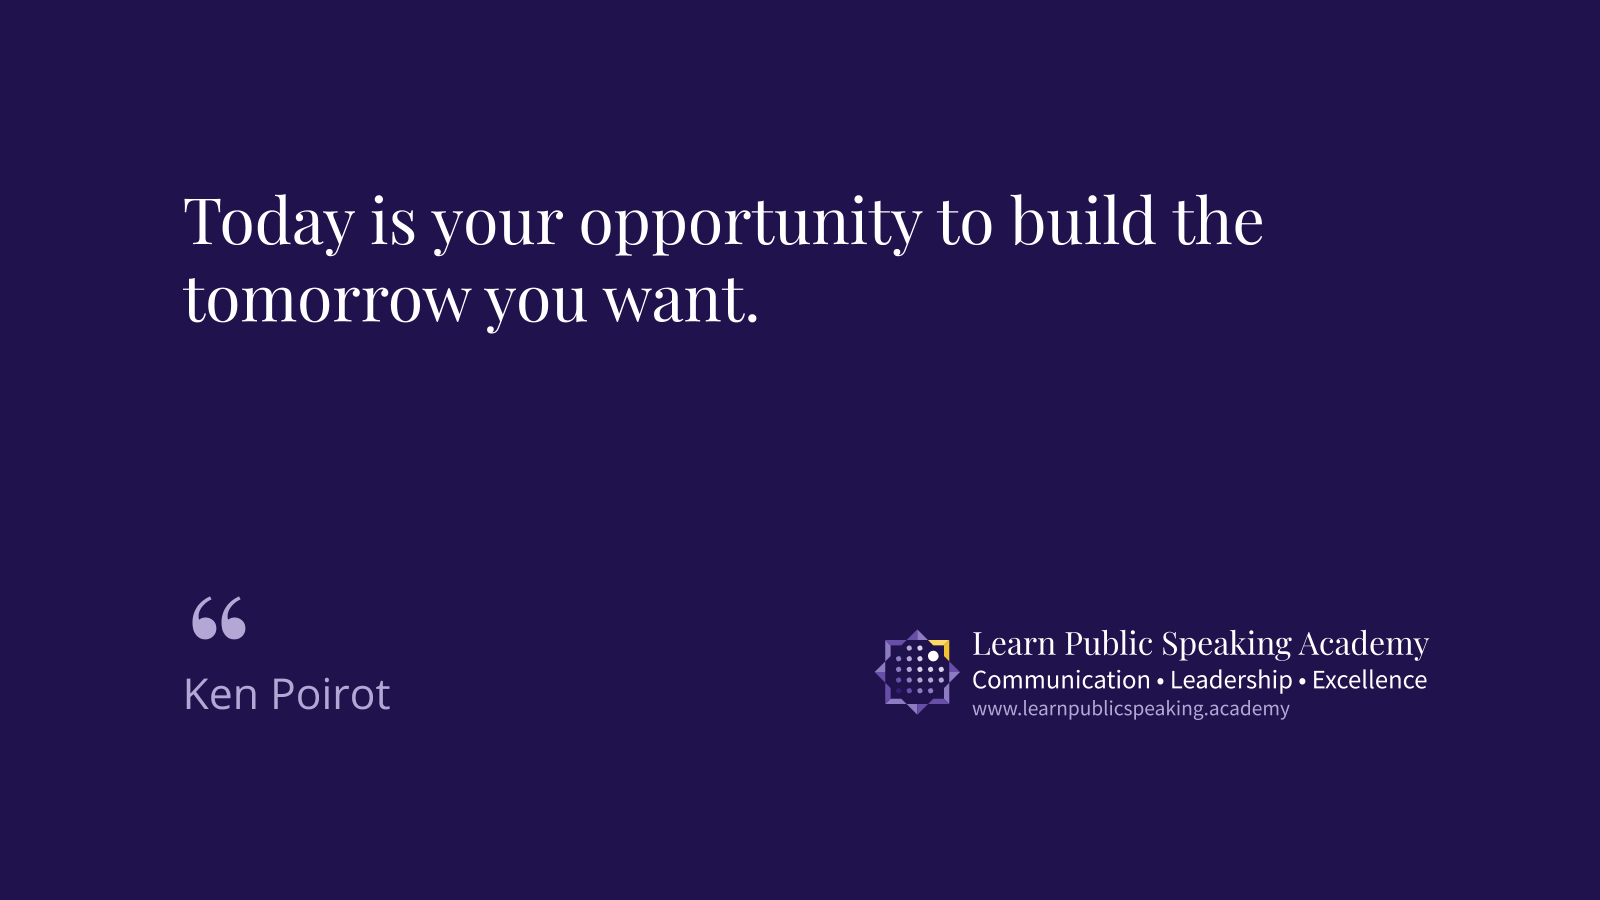 Today is your opportunity to build the
tomorrow you want.
“
Ken Poirot
Learn Public Speaking Academy
Communication • Leadership • Excellence
www.learnpublicspeaking.academy